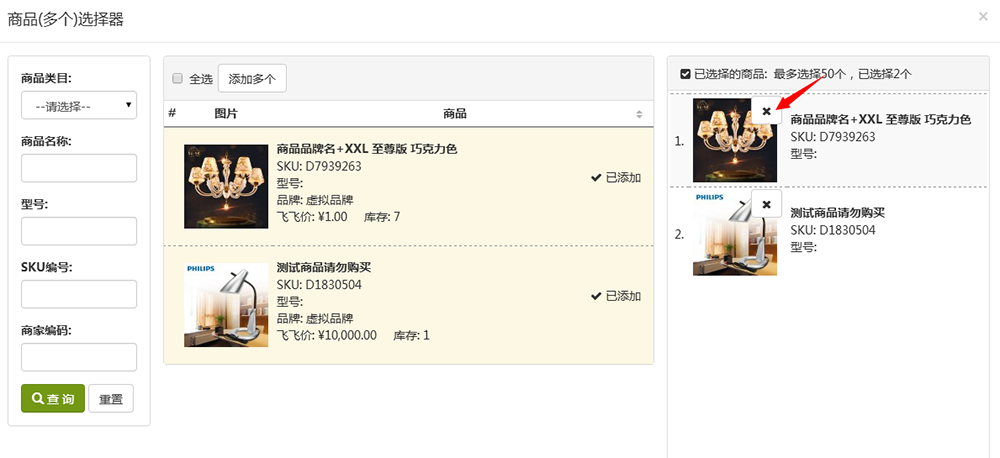 商品(多个)选择器
×
商品类目:
--请选择--
商品名称:
型号:
SKU编号:
商家编码:
查询
重置
全选
添加多个
# 图片 商品
商品品牌名+XXL 至尊版 巧克力色
SKU: D7939263
型号:
品牌: 虚拟品牌
飞飞价: ¥1.00 库存: 7
已添加
PHILIPS
测试商品请勿购买
SKU: D1830504
型号:
品牌: 虚拟品牌
飞飞价: ¥10,000.00 库存: 1
已添加
已选择的商品: 最多选择50个，已选择2个
1.
商品品牌名+XXL 至尊版 巧克力色
SKU: D7939263
型号:
2.
PHILIPS
测试商品请勿购买
SKU: D1830504
型号: